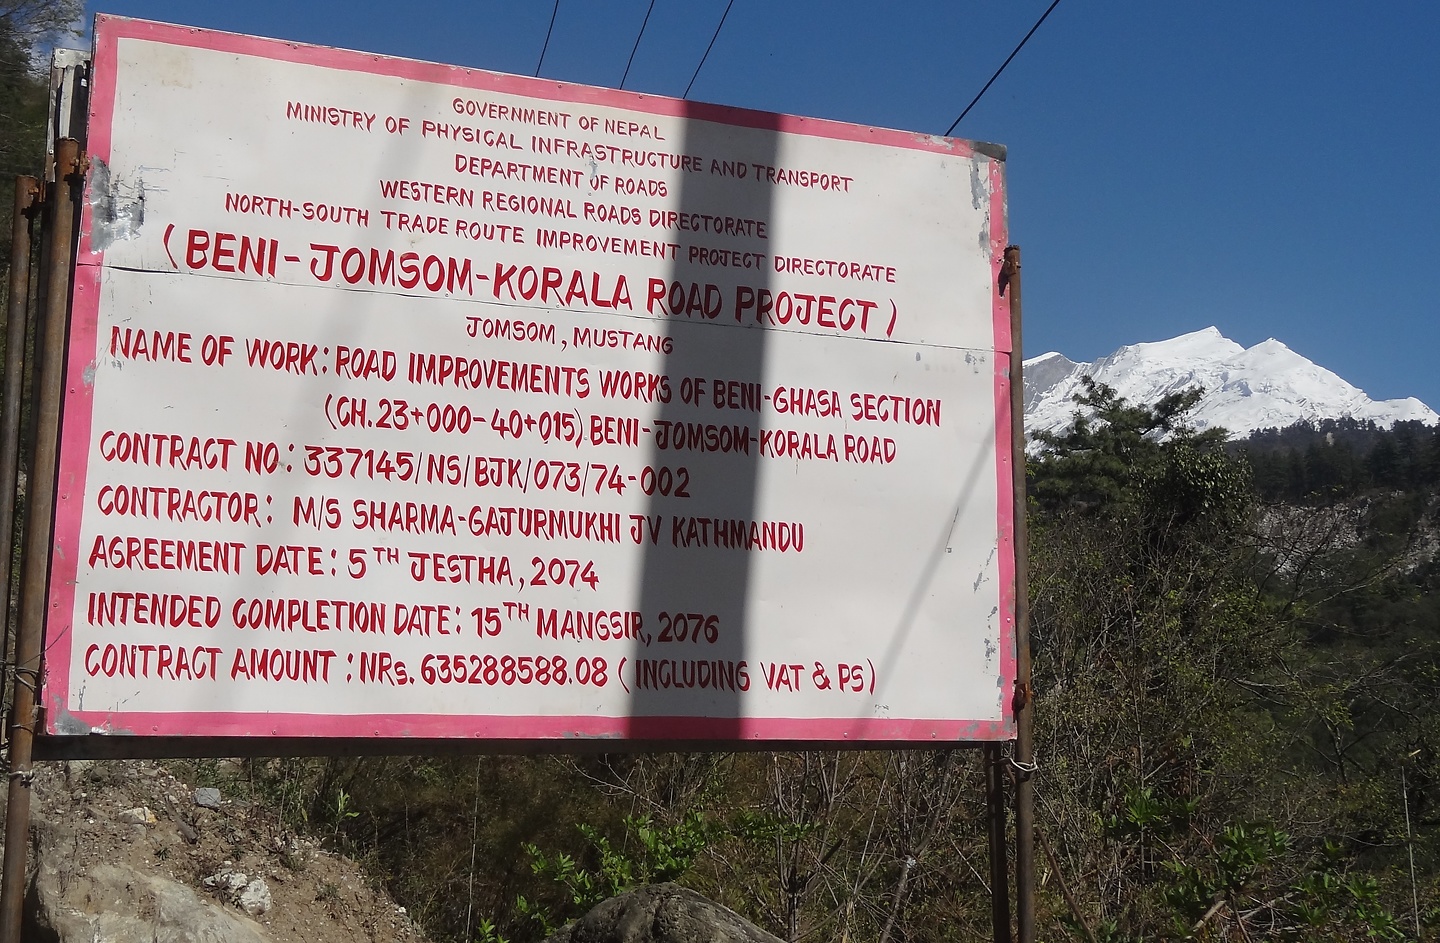 GOVERNMENT OF NEPAL
MINISTRY OF PHYSICAL INFRASTRUCTURE AND TRANSPORT
DEPARTMENT OF ROADS
WESTERN REGIONAL ROADS DIRECTORATE
NORTH-SOUTH TRADE ROUTE IMPROVEMENT PROJECT DIRECTORATE
(BENI-JOMSOM-KORALA ROAD PROJECT)
JOMSOM, MUSTANG
NAME OF WORK: ROAD IMPROVEMENTS WORKS OF BENI-GHASA SECTION
(CH.23+000-40+015) BENI-JOMSOM-KORALA ROAD
CONTRACT NO.: 337145/NS/BJK/073/74-002
CONTRACTOR: M/S SHARMA-GAJURMUKHI JV KATHMANDU
AGREEMENT DATE: 5TH JESTHA, 2074
INTENDED COMPLETION DATE: 15TH MANGSIR, 2076
CONTRACT AMOUNT : NRs. 635288588.08 (INCLUDING VAT & PS)